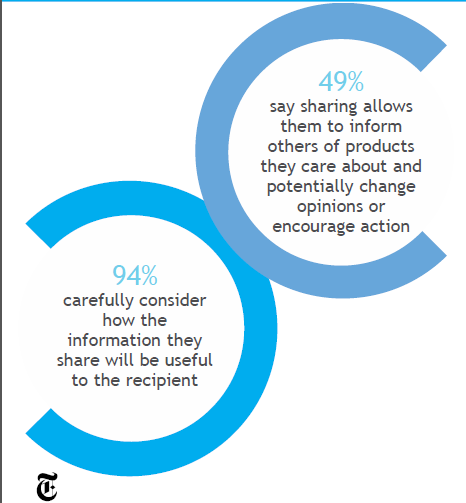 49%
say sharing allows
them to inform
others of products
they care about and
potentially change
opinions or
encourage action
94%
carefully consider
how the
information they
share will be useful
to the recipient
T